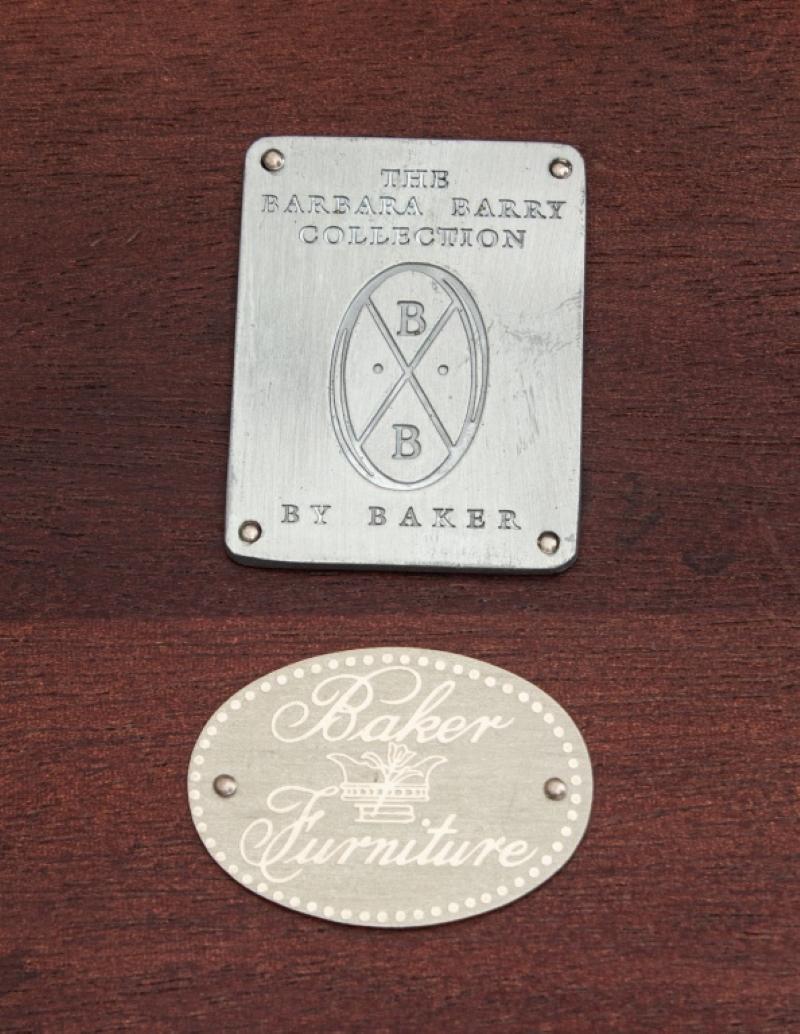 THE
BARBARA BARRY
COLLECTION
B
B
BY BAKER
Baker
Furniture